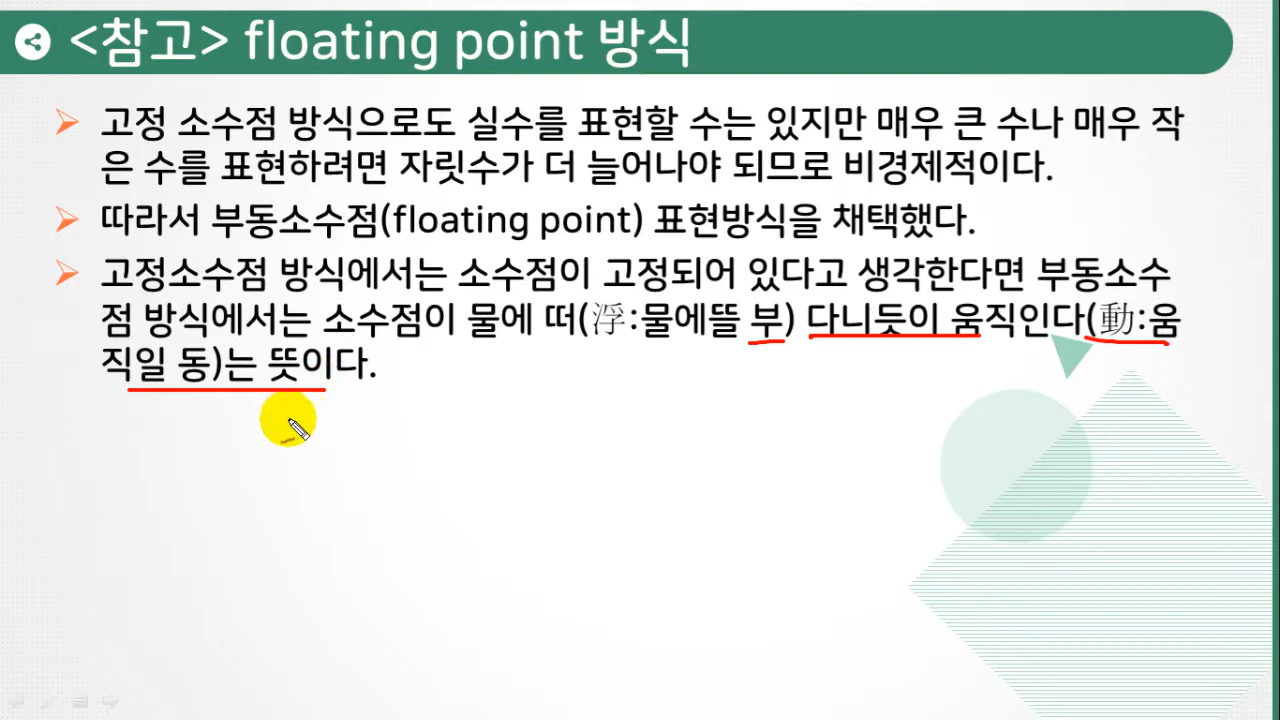 <참고> floating point 방식
고정 소수점 방식으로도 실수를 표현할 수는 있지만 매우 큰 수나 매우 작
은 수를 표현하려면 자릿수가 더 늘어나야 되므로 비경제적이다.
따라서 부동소수점(floating point) 표현방식을 채택했다.
고정소수점 방식에서는 소수점이 고정되어 있다고 생각한다면 부동소수
점 방식에서는 소수점이 물에 떠(浮:물에뜰 부) 다니듯이 움직인다(動:움
직일 동)는 뜻이다.